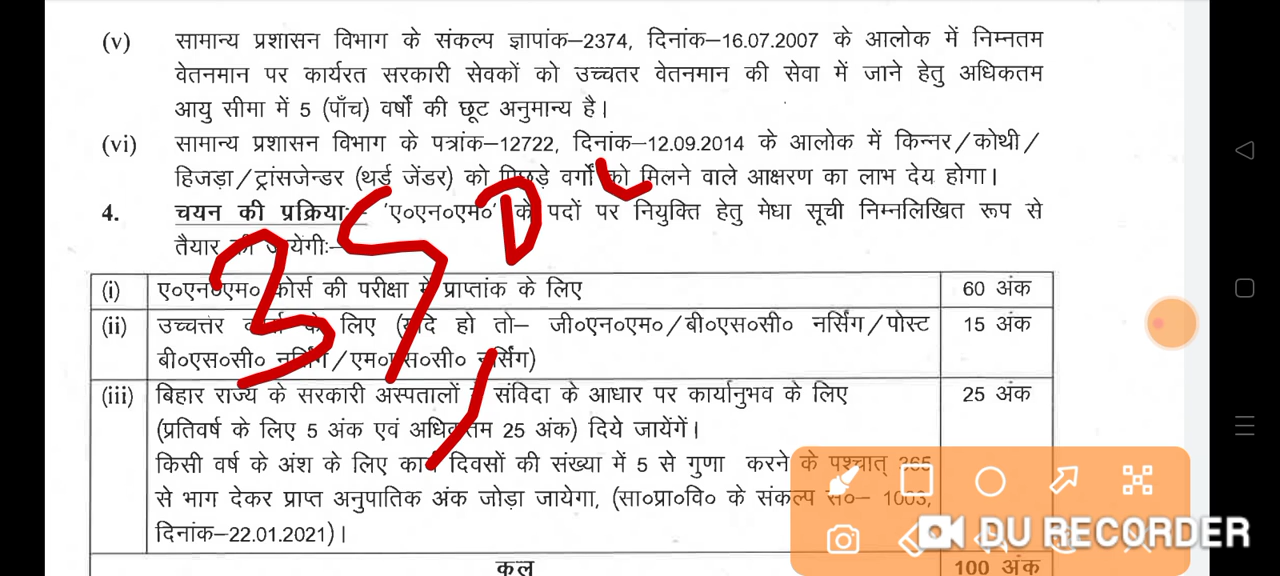 (v) सामान्य प्रशासन विभाग के संकल्प ज्ञापांक–2374, दिनांक–16.07.2007 के आलोक में निम्नतम
वेतनमान पर कार्यरत सरकारी सेवकों को उच्चतर वेतनमान की सेवा में जाने हेतु अधिकतम
आयु सीमा में 5 (पाँच) वर्षो की छूट अनुमान्य है।
(vi) सामान्य प्रशासन विभाग के पत्रांक–12722, दिनांक–12.09.2014 के आलोक में किन्नर/कोथी/
हिजड़ा/ट्रांसजेन्डर (थर्ड जेंडर) को पिछड़े वर्गो को मिलने वाले आक्षरण का लाभ देय होगा।
4. चयन की प्रक्रिया:– 'ए०एन०एम०' के पदों पर नियुक्ति हेतु मेधा सूची निम्नलिखित रूप से
तैयार की जायेगीः–
(i) ए०एन०एम० कोर्स की परीक्षा में प्राप्तांक के लिए 60 अंक
(ii) उच्चत्तर के लिए (यदि हो तो– जी०एन०एम०/बी०एस०सी० नर्सिंग/पोस्ट 15 अंक
बी०एस०सी० नर्सिंग/एम०एस०सी० नर्सिंग)
(iii) बिहार राज्य के सरकारी अस्पतालों संविदा के आधार पर कार्यानुभव के लिए 25 अंक
(प्रतिवर्ष के लिए 5 अंक एवं अधिकतम 25 अंक) दिये जायेंगें।
किसी वर्ष के अंश के लिए कार्य दिवसों की संख्या में 5 से गुणा करने के पश्चात् 365
से भाग देकर प्राप्त अनुपातिक अंक जोड़ा जायेगा, (सा०प्रा०वि० के संकल्प सं०– 1003,
दिनांक–22.01.2021)।
कुल 100 अंक
DU RECORDER